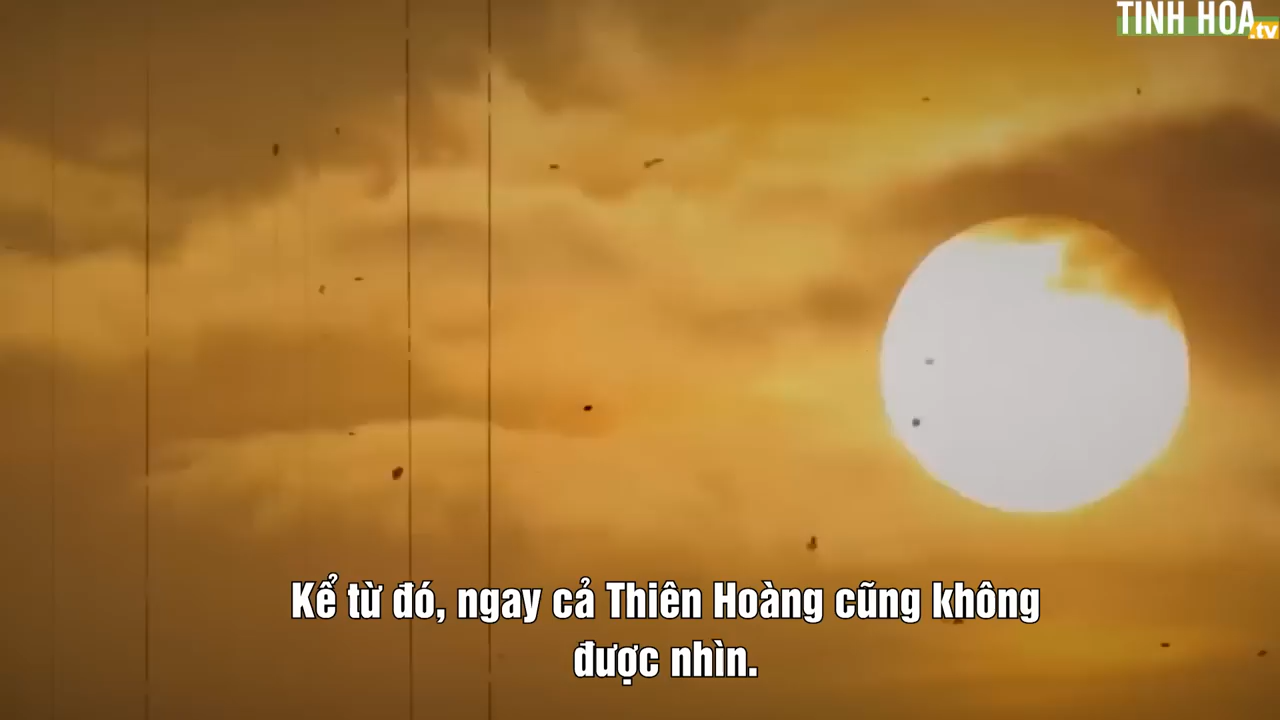 TINH HOA
.tv
Kể từ đó, ngay cả Thiên Hoàng cũng không
được nhìn.